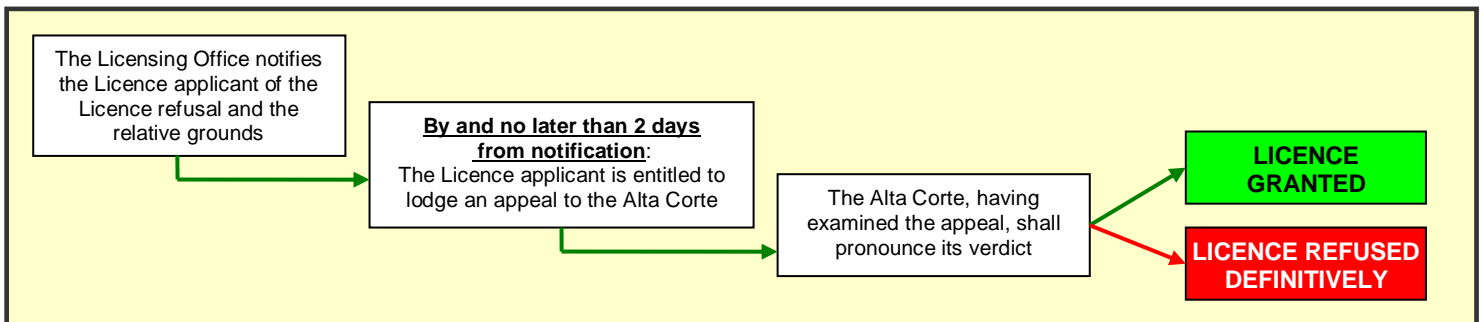 The Licensing Office notifies
the Licence applicant of the
Licence refusal and the
relative grounds
By and no later than 2 days
from notification:
The Licence applicant is entitled to
lodge an appeal to the Alta Corte
The Alta Corte, having
examined the appeal, shall
pronounce its verdict
LICENCE
GRANTED
LICENCE REFUSED
DEFINITIVELY